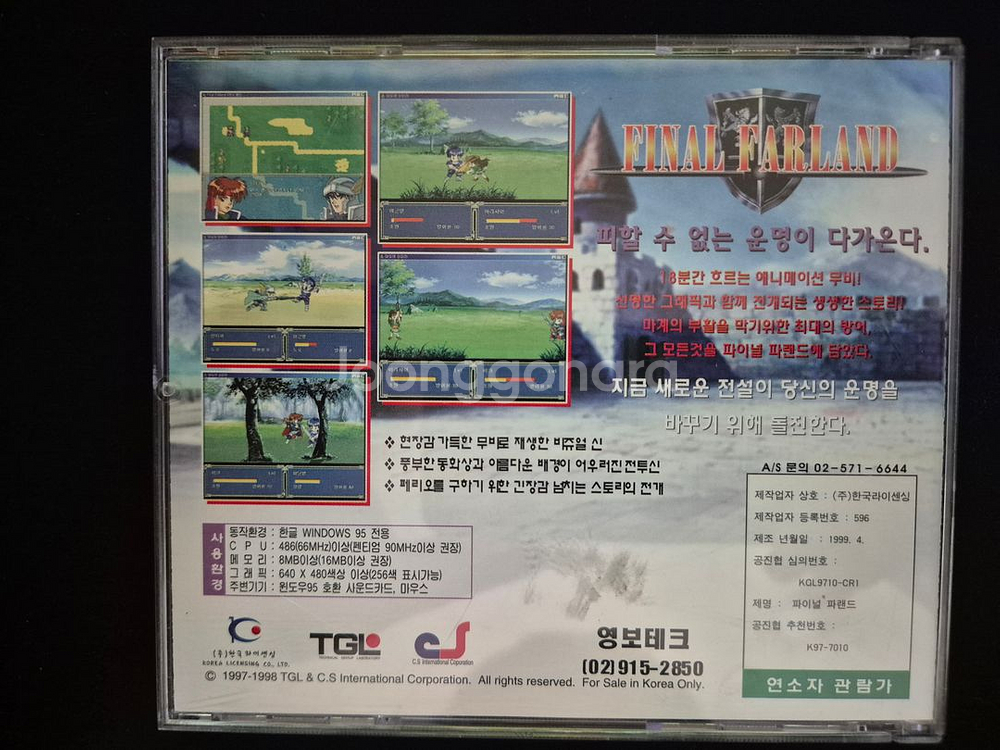 FINAL FARLAND
피할 수 없는 운명이 다가온다.
18분간 흐르는 애니메이션 무비!
선명한 그래픽과 함께 전개되는 생생한 스토리!
마계의 부활을 막기위한 최대의 방어,
그 모든것을 파이널 파랜드에 담았다.
지금 새로운 전설이 당신의 운명을
바꾸기 위해 돌진한다.
Joonggonara
❖ 현장감 가득한 무비로 재생한 비쥬얼 신
❖ 풍부한 동화상과 아름다운 배경이 어우러진 전투신
❖ 페리오를 구하기 위한 긴장감 넘치는 스토리의 전개
사용환경
동작환경 : 한글 WINDOWS 95 전용
C P U : 486(66MHz)이상(펜티엄 90MHz이상 권장)
메 모 리 : 8MB이상(16MB이상 권장)
그 래 픽 : 640 X 480색상 이상(256색 표시가능)
주변기기 : 윈도우95 호환 사운드카드, 마우스
A/S 문의 02-571-6644
제작업자 상호 : (주)한국라이센싱
제작업자 등록번호 : 596
제조 년월일 : 1999. 4.
공진협 심의번호 :
KGL9710-CR1
제명 : 파이널 파랜드
공진협 추천번호 :
K97-7010
연소자 관람가
(주)한국라이센싱
KOREA LICENSING CO., LTD.
TGL
TECHNICAL GROUP LABORATORY
CS
C.S International Corporation
영보테크
(02)915-2850
© 1997-1998 TGL & C.S International Corporation. All rights reserved. For Sale in Korea Only.